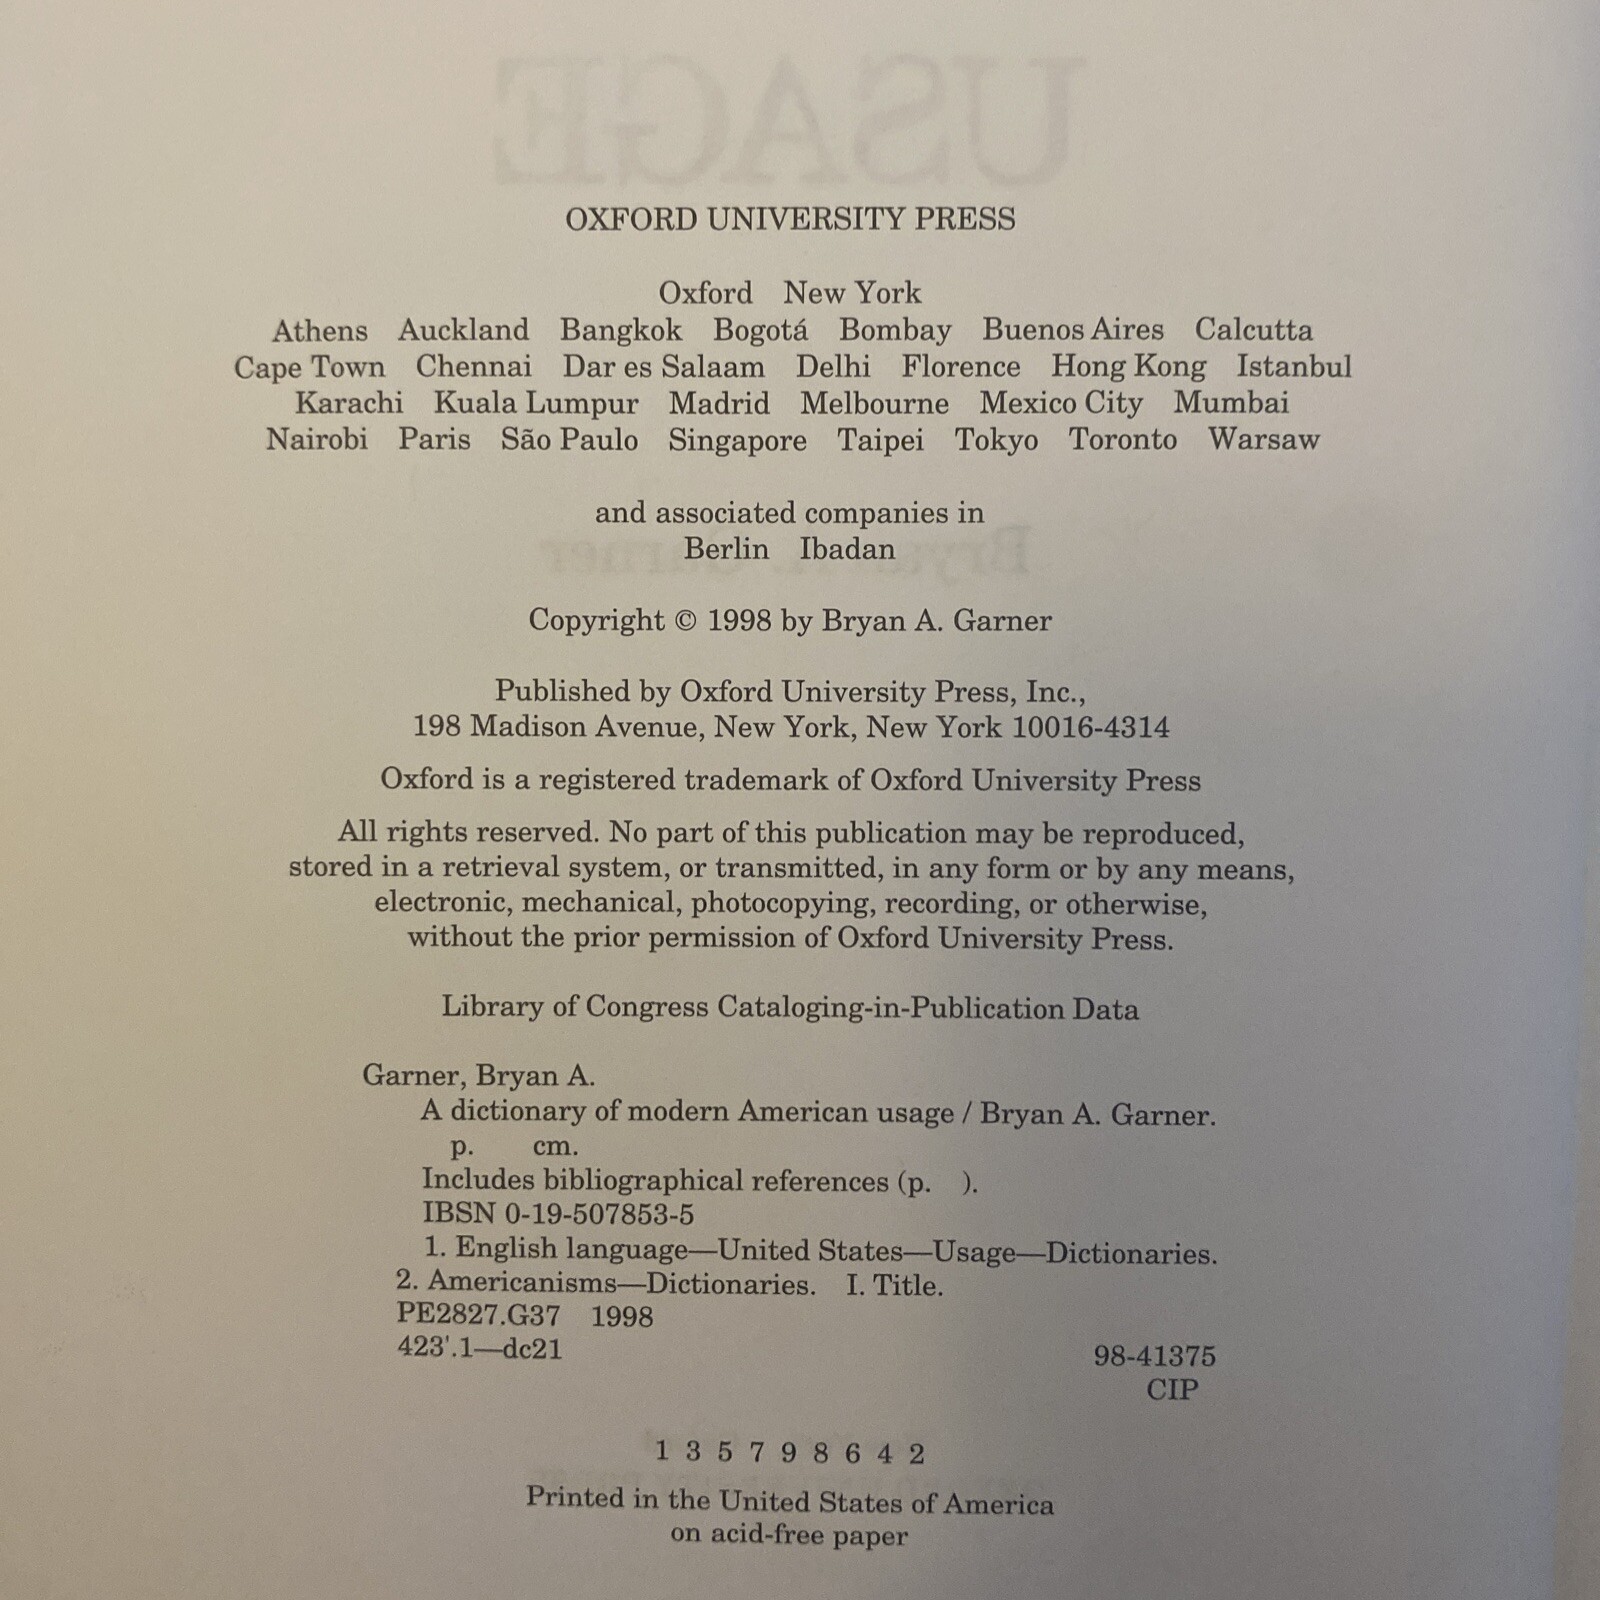 USAGE
OXFORD UNIVERSITY PRESS
Oxford New York
Athens Auckland Bangkok Bogotá Bombay Buenos Aires Calcutta
Cape Town Chennai Dar es Salaam Delhi Florence Hong Kong Istanbul
Karachi Kuala Lumpur Madrid Melbourne Mexico City Mumbai
Nairobi Paris São Paulo Singapore Taipei Tokyo Toronto Warsaw
and associated companies in
Berlin Ibadan
Copyright © 1998 by Bryan A. Garner
Published by Oxford University Press, Inc.,
198 Madison Avenue, New York, New York 10016-4314
Oxford is a registered trademark of Oxford University Press
All rights reserved. No part of this publication may be reproduced,
stored in a retrieval system, or transmitted, in any form or by any means,
electronic, mechanical, photocopying, recording, or otherwise,
without the prior permission of Oxford University Press.
Library of Congress Cataloging-in-Publication Data
Garner, Bryan A.
A dictionary of modern American usage / Bryan A. Garner.
p. cm.
Includes bibliographical references (p. ).
IBSN 0-19-507853-5
1. English language—United States—Usage—Dictionaries.
2. Americanisms—Dictionaries. I. Title.
PE2827.G37 1998
423'.1—dc21
98-41375
CIP
1 3 5 7 9 8 6 4 2
Printed in the United States of America
on acid-free paper